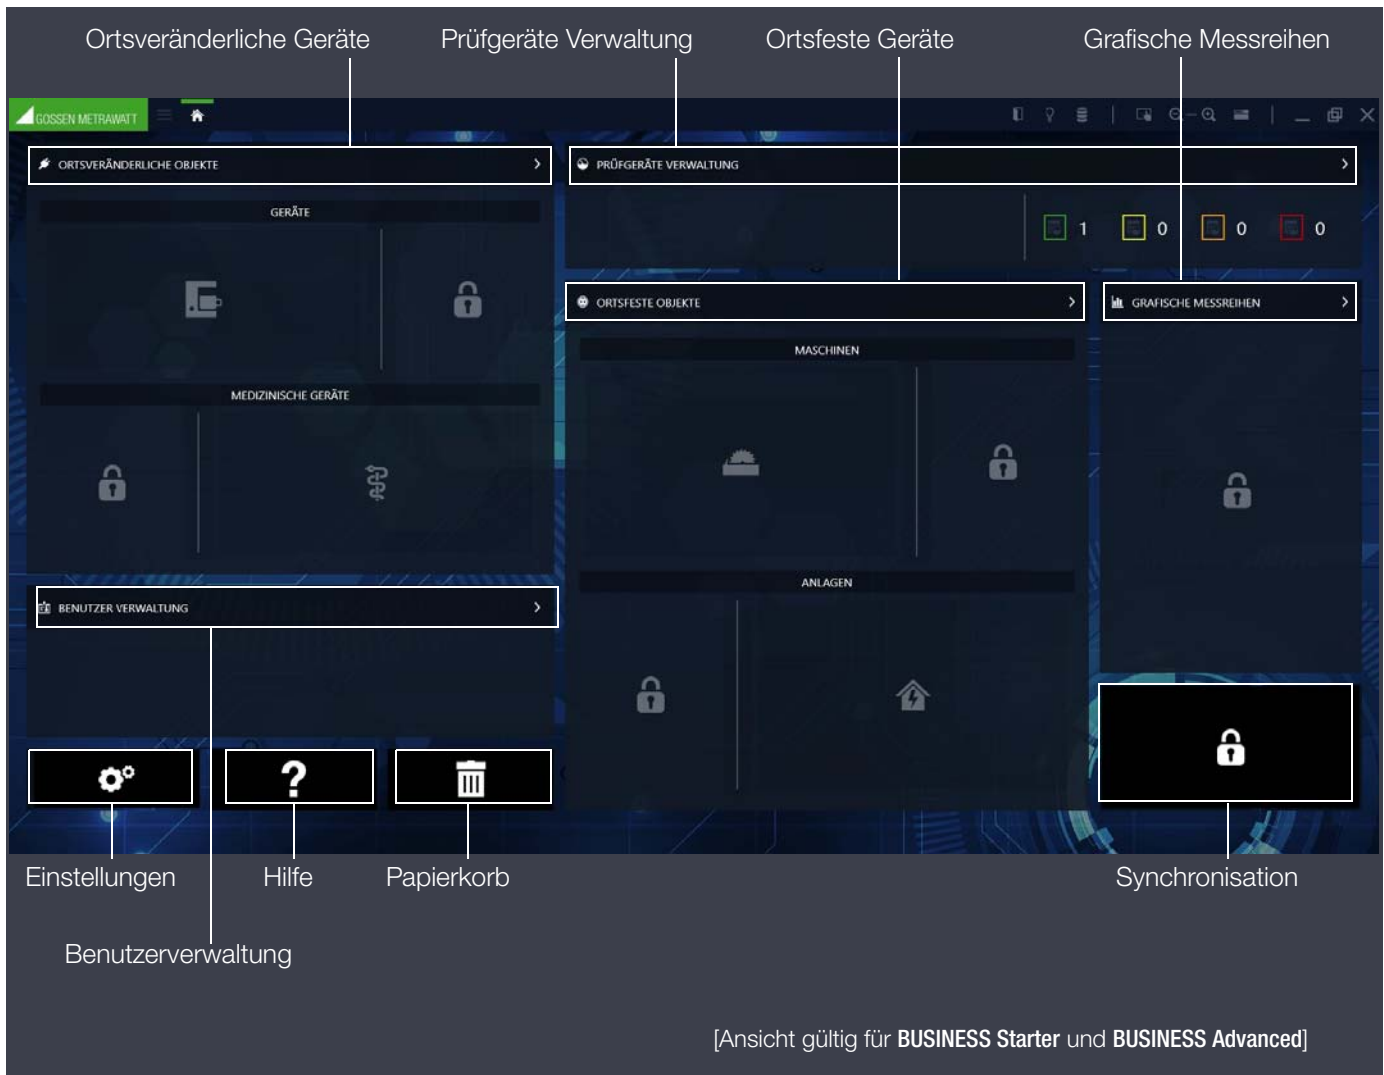 Ortsveränderliche Geräte
Prüfgeräte Verwaltung
Ortsfeste Geräte
Grafische Messreihen
GOSSEN METRAWATT
ORTSVERÄNDERLICHE OBJEKTE
PRÜFGERÄTE VERWALTUNG
GERÄTE
1
0
0
0
ORTSFESTE OBJEKTE
GRAFISCHE MESSREIHEN
MASCHINEN
MEDIZINISCHE GERÄTE
ANLAGEN
BENUTZER VERWALTUNG
?
Einstellungen
Hilfe
Papierkorb
Synchronisation
Benutzerverwaltung
[Ansicht gültig für BUSINESS Starter und BUSINESS Advanced]